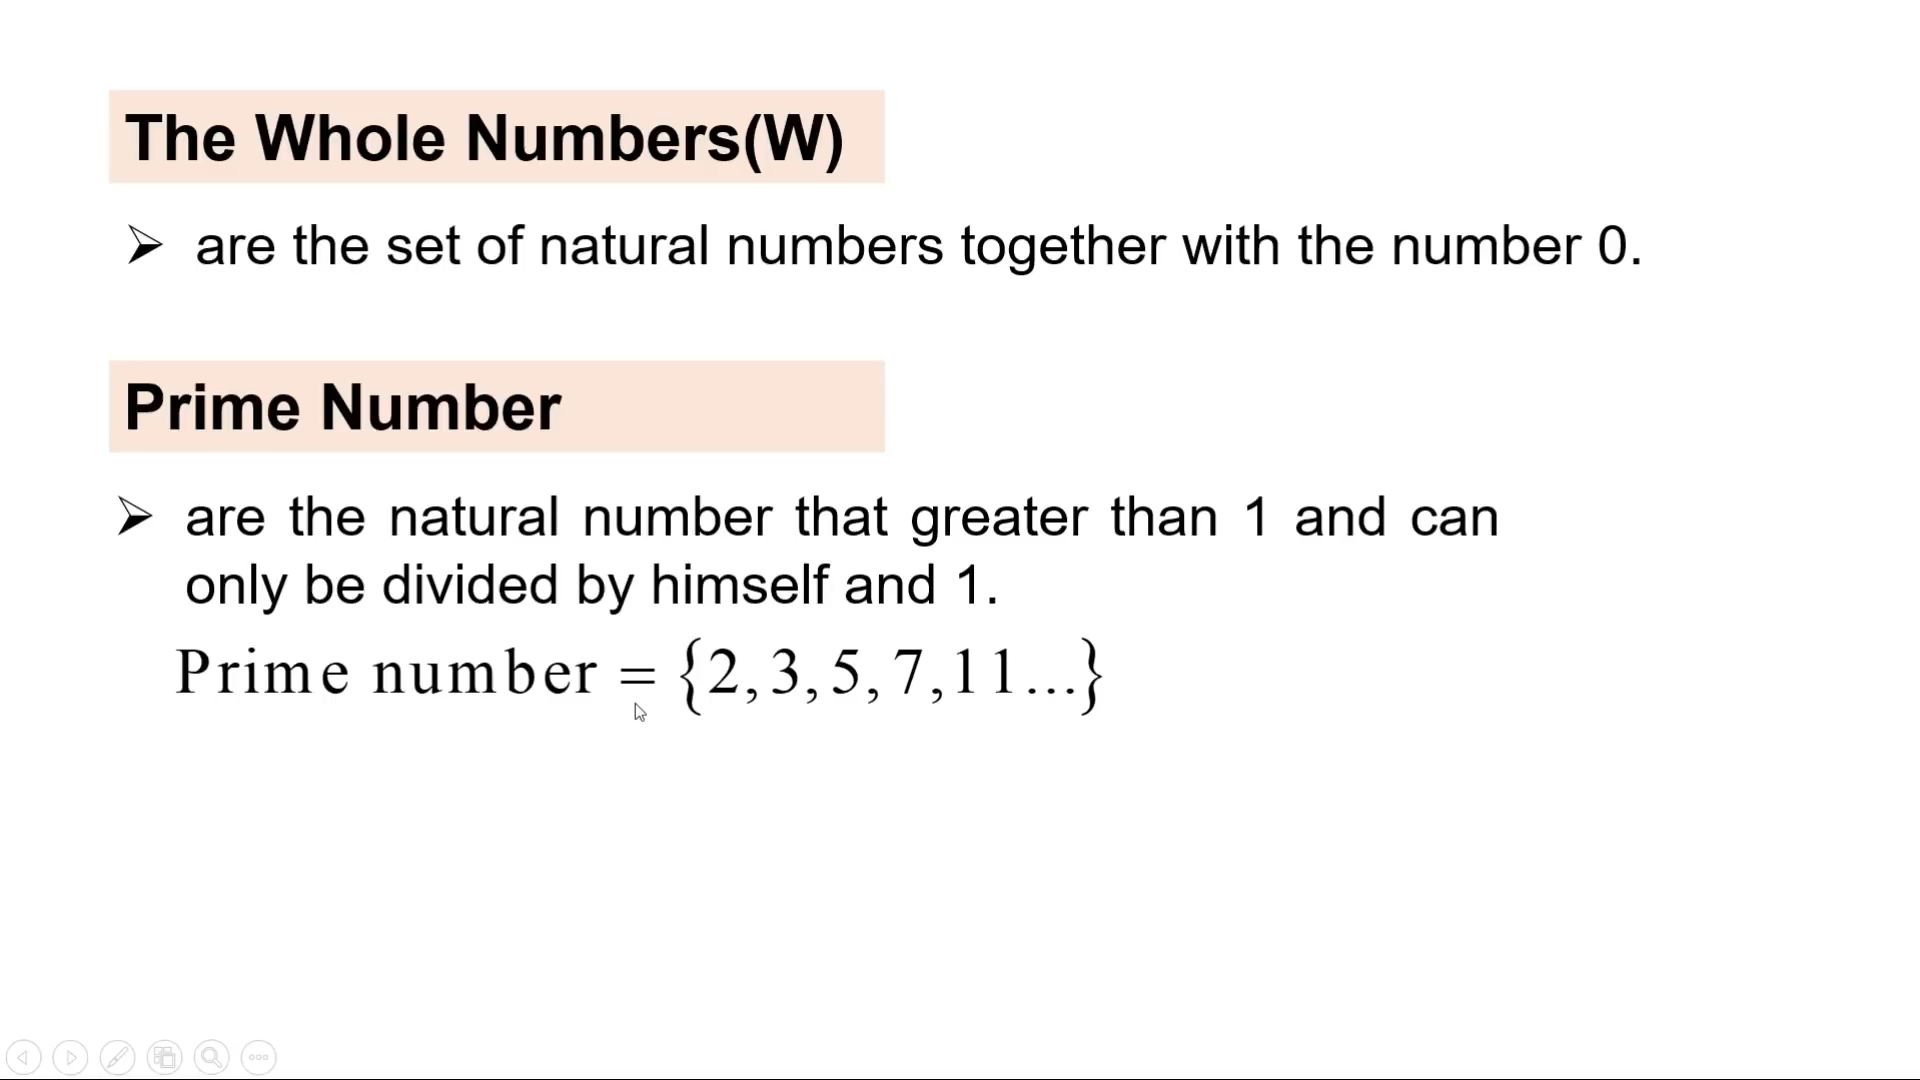 The Whole Numbers(W)
➢ are the set of natural numbers together with the number 0.
Prime Number
➢ are the natural number that greater than 1 and can
only be divided by himself and 1.
Prime number = {2, 3, 5, 7, 11...}